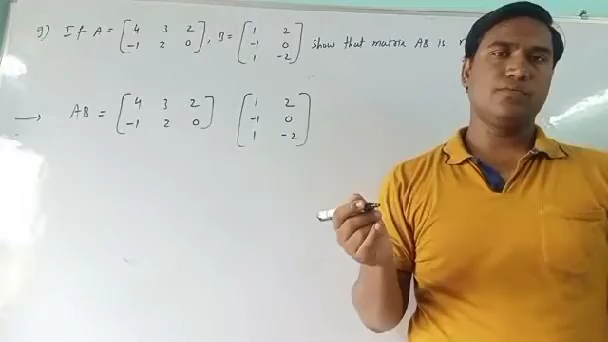 9) If A = [4 3 2
-1 2 0], B = [1 2
-1 0
1 -2] show that matrix AB is
→ AB = [4 3 2
-1 2 0] [1 2
-1 0
1 -2]